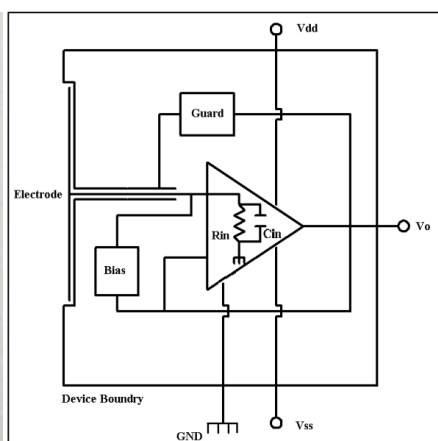 Vdd
Guard
Electrode
Rin
Cin
Vo
Bias
Device Boundry
Vss
GND